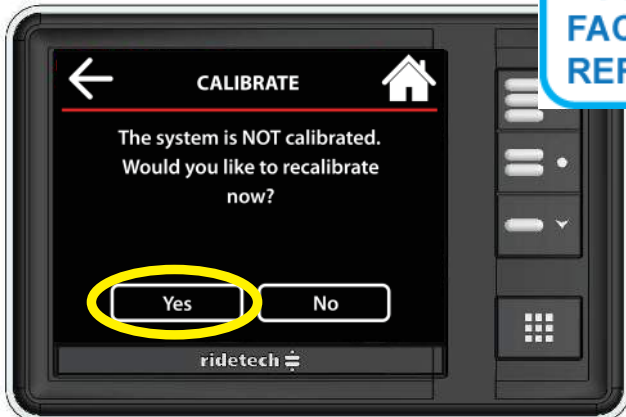 CALIBRATE
The system is NOT calibrated.
Would you like to recalibrate
now?
Yes No
ridetech